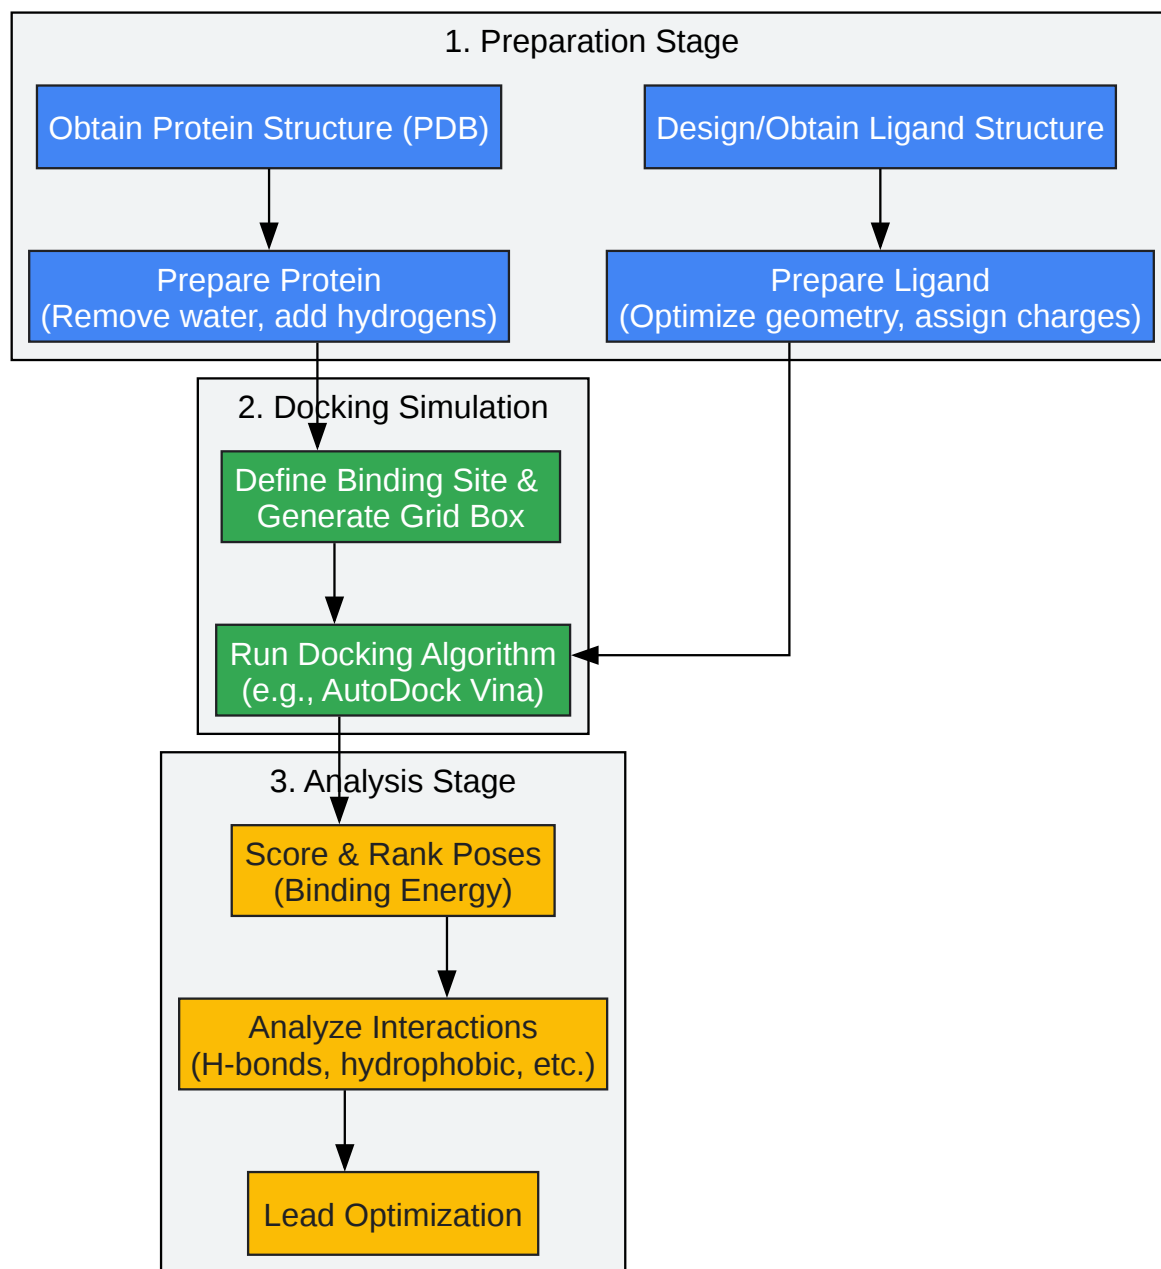 1. Preparation Stage
Obtain Protein Structure (PDB)
Design/Obtain Ligand Structure
Prepare Protein
(Remove water, add hydrogens)
Prepare Ligand
(Optimize geometry, assign charges)
2. Docking Simulation
Define Binding Site &
Generate Grid Box
Run Docking Algorithm
(e.g., AutoDock Vina)
3. Analysis Stage
Score & Rank Poses
(Binding Energy)
Analyze Interactions
(H-bonds, hydrophobic, etc.)
Lead Optimization